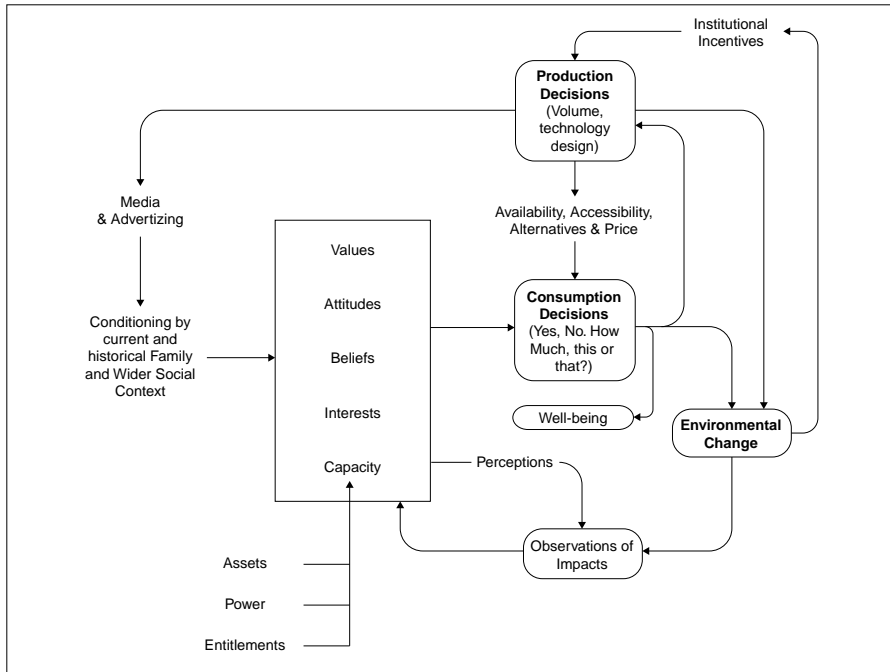 Institutional
Incentives
Production
Decisions
(Volume,
technology
design)
Media
& Advertizing
Availability, Accessibility,
Alternatives & Price
Values
Attitudes
Beliefs
Interests
Capacity
Consumption
Decisions
(Yes, No. How
Much, this or
that?)
Conditioning by
current and
historical Family
and Wider Social
Context
Well-being
Environmental
Change
Perceptions
Observations of
Impacts
Assets
Power
Entitlements